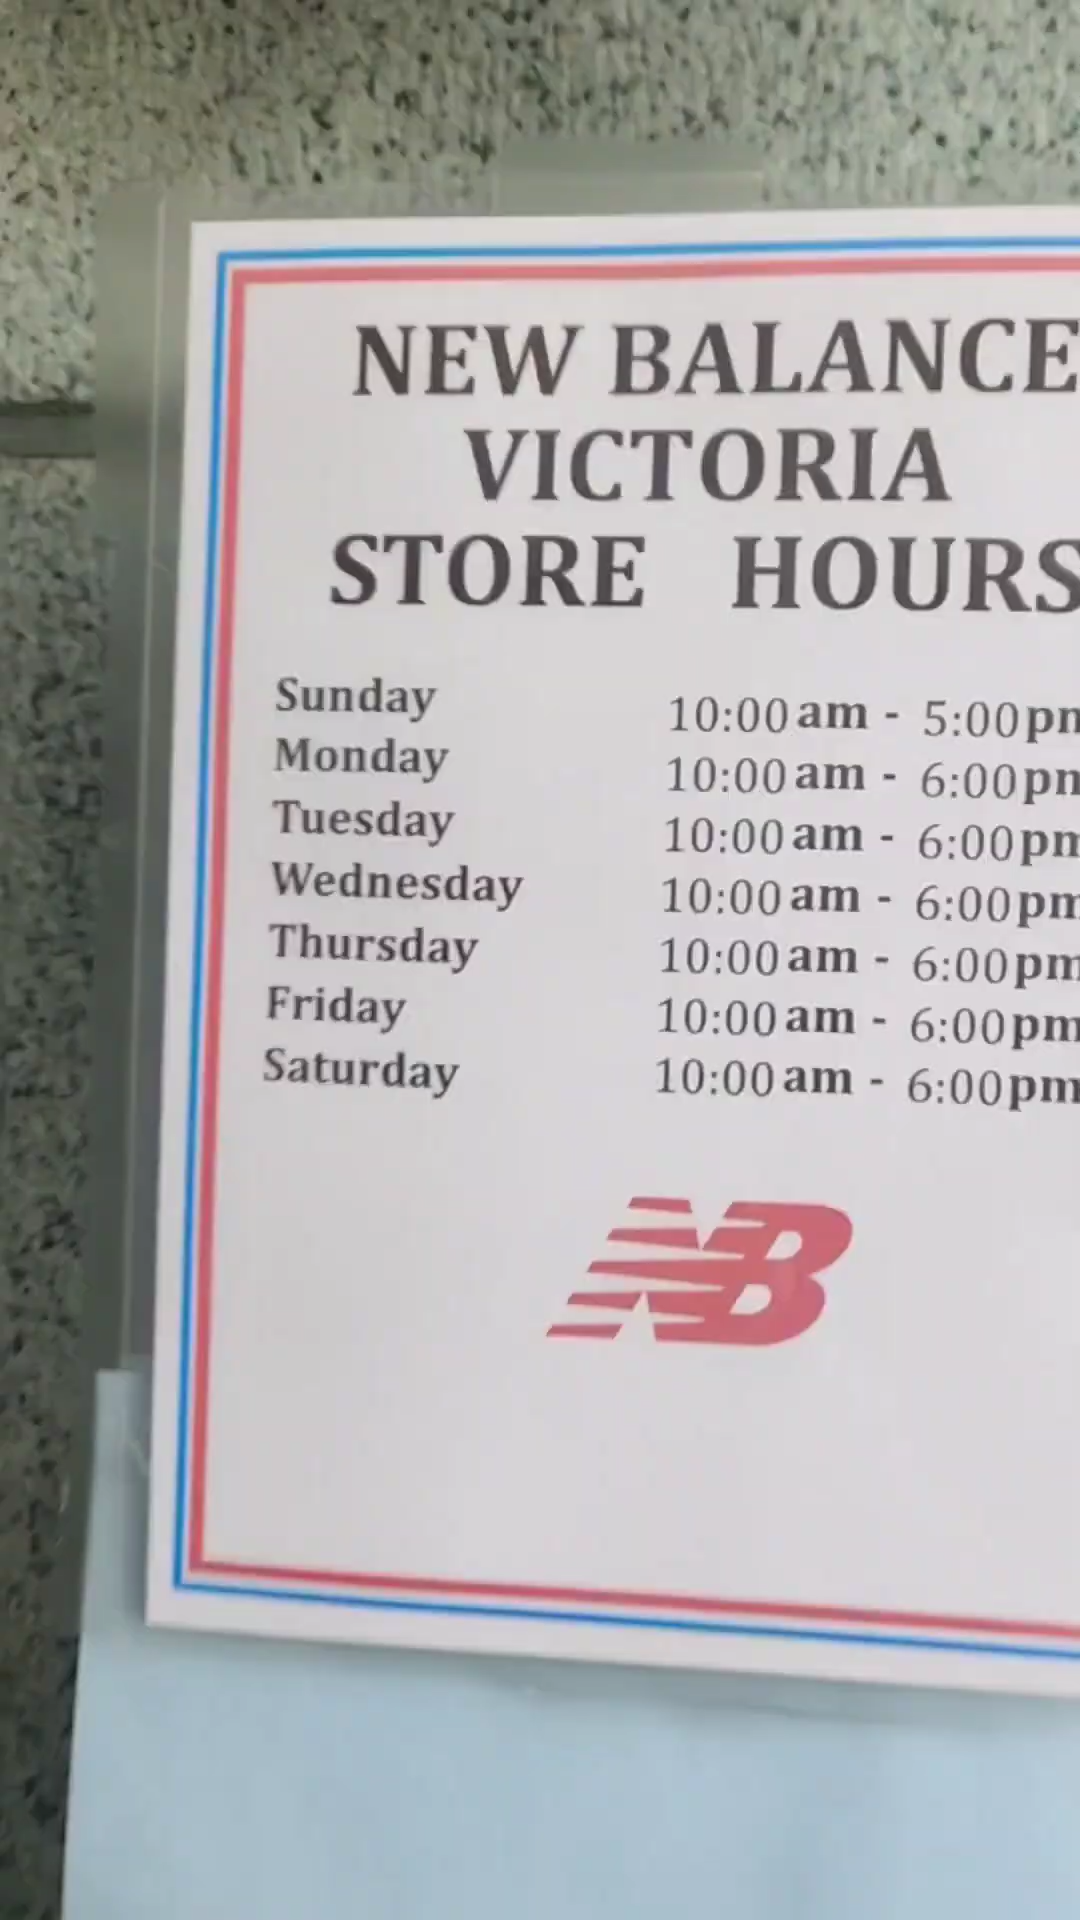 NEW BALANCE
VICTORIA
STORE HOURS
Sunday 10:00am - 5:00pm
Monday 10:00am - 6:00pm
Tuesday 10:00am - 6:00pm
Wednesday 10:00am - 6:00pm
Thursday 10:00am - 6:00pm
Friday 10:00am - 6:00pm
Saturday 10:00am - 6:00pm
NB